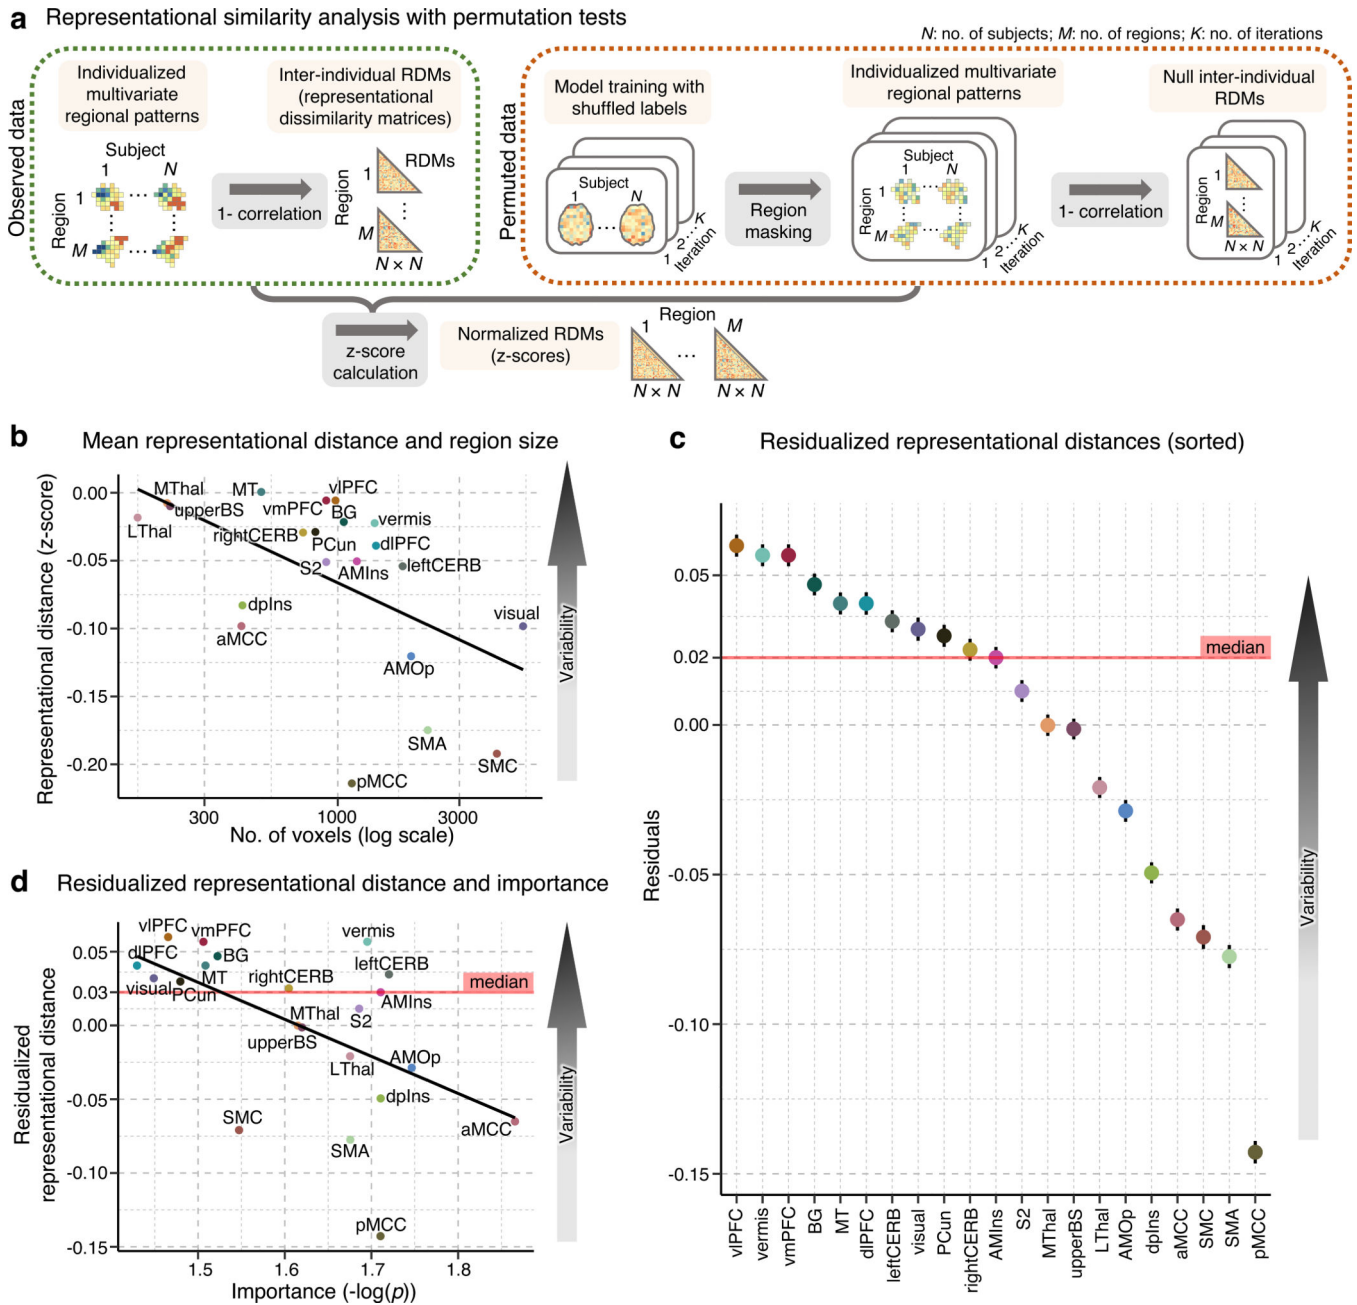 a Representational similarity analysis with permutation tests
N: no. of subjects; M: no. of regions; K: no. of iterations
Observed data
Individualized
multivariate
regional patterns
Subject
1
N
Region
1
M
1- correlation
Inter-individual RDMs
(representational
dissimilarity matrices)
RDMs
Region
1
M
N × N
Permuted data
Model training with
shuffled labels
Subject
1
N
1 2 K
Iteration
Region
masking
Individualized multivariate
regional patterns
Subject
1
N
Region
1
M
1 2 K
Iteration
1- correlation
Null inter-individual
RDMs
Region
1
M
N × N
1 2 K
Iteration
z-score
calculation
Normalized RDMs
(z-scores)
Region
1
M
N × N
N × N
b Mean representational distance and region size
Representational distance (z-score)
0.00
-0.05
-0.10
-0.15
-0.20
MThal
MT
vlPFC
vmPFC
BG
upperBS
LThal
vermis
rightCERB
PCun
dlPFC
S2
AMIns
leftCERB
dpIns
aMCC
visual
AMOp
SMA
SMC
pMCC
300
1000
3000
No. of voxels (log scale)
Variability
c Residualized representational distances (sorted)
Residuals
0.05
0.02
0.00
-0.05
-0.10
-0.15
median
Variability
vlPFC
vermis
vmPFC
BG
MT
dlPFC
leftCERB
visual
PCun
rightCERB
AMIns
S2
MThal
upperBS
LThal
AMOp
dpIns
aMCC
SMC
SMA
pMCC
d Residualized representational distance and importance
Residualized
representational distance
0.05
0.03
0.00
-0.05
-0.10
-0.15
vlPFC
vmPFC
vermis
dlPFC
BG
leftCERB
MT
rightCERB
visual
PCun
median
AMIns
MThal
S2
upperBS
AMOp
LThal
dpIns
SMC
aMCC
SMA
pMCC
1.5
1.6
1.7
1.8
Importance (-log(p))
Variability